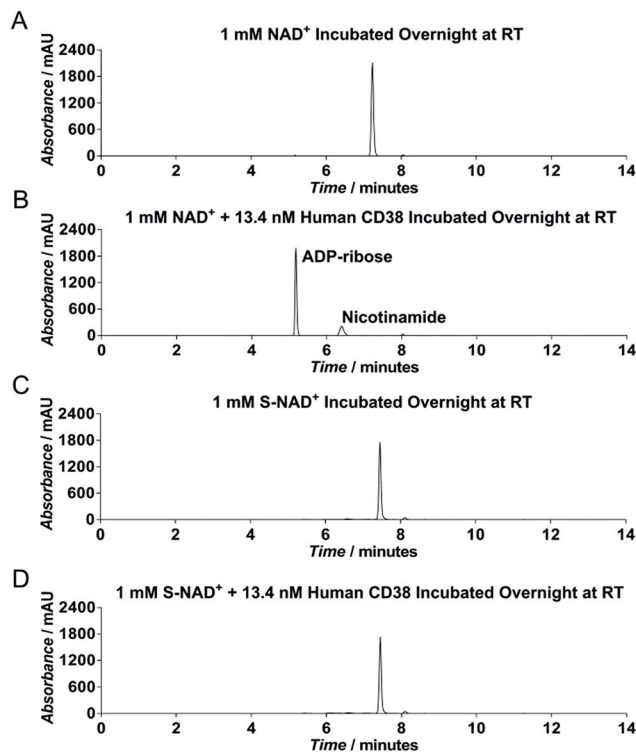 A
1 mM NAD⁺ Incubated Overnight at RT
Absorbance / mAU
2400
1800
1200
600
0
0 2 4 6 8 10 12 14
Time / minutes
B
1 mM NAD⁺ + 13.4 nM Human CD38 Incubated Overnight at RT
Absorbance / mAU
2400
1800
1200
600
0
ADP-ribose
Nicotinamide
0 2 4 6 8 10 12 14
Time / minutes
C
1 mM S-NAD⁺ Incubated Overnight at RT
Absorbance / mAU
2400
1800
1200
600
0
0 2 4 6 8 10 12 14
Time / minutes
D
1 mM S-NAD⁺ + 13.4 nM Human CD38 Incubated Overnight at RT
Absorbance / mAU
2400
1800
1200
600
0
0 2 4 6 8 10 12 14
Time / minutes